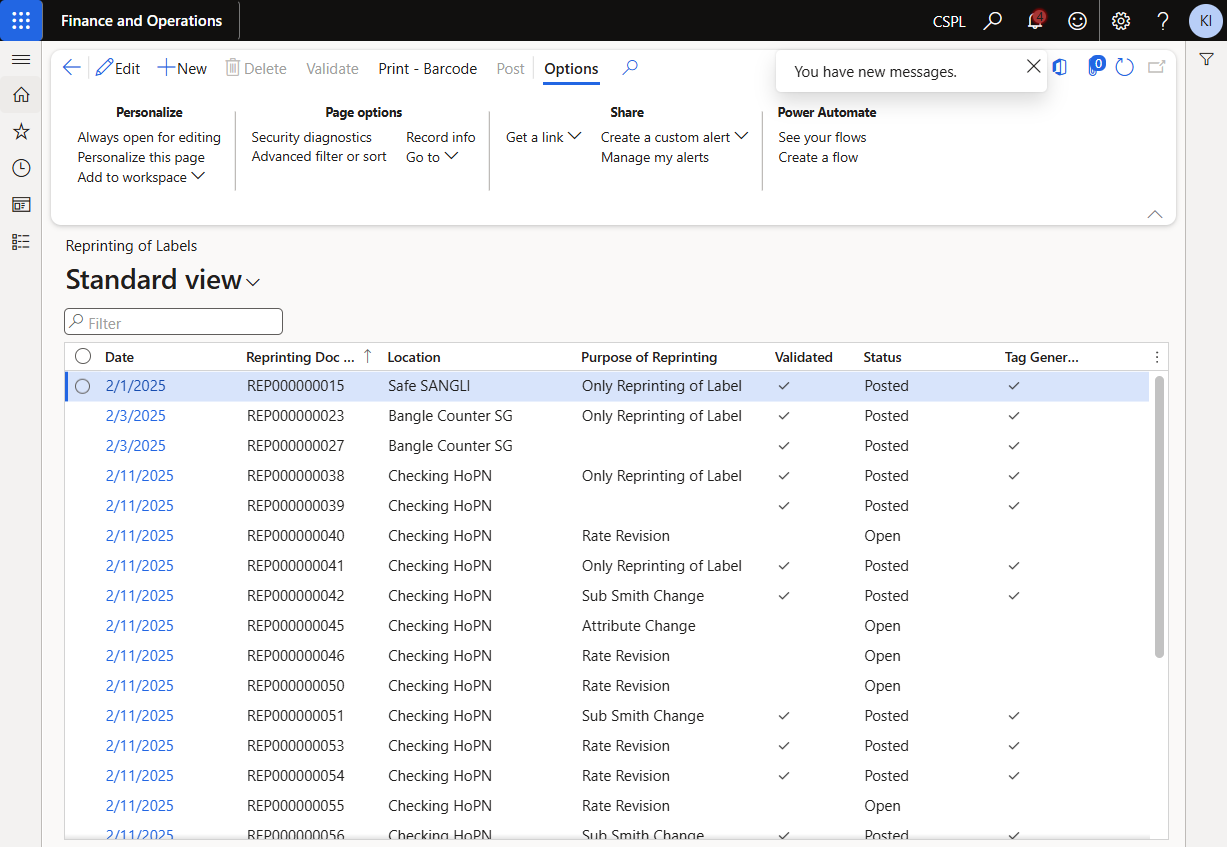 Finance and Operations CSPL 4 ? KI
Edit New Delete Validate Print - Barcode Post Options You have new messages. 0
Personalize Page options Share Power Automate
Always open for editing Security diagnostics Record info Get a link Create a custom alert See your flows
Personalize this page Advanced filter or sort Go to Manage my alerts Create a flow
Add to workspace
Reprinting of Labels
Standard view
Filter
Date Reprinting Doc ... Location Purpose of Reprinting Validated Status Tag Gener...
2/1/2025 REP000000015 Safe SANGLI Only Reprinting of Label Posted
2/3/2025 REP000000023 Bangle Counter SG Only Reprinting of Label Posted
2/3/2025 REP000000027 Bangle Counter SG Posted
2/11/2025 REP000000038 Checking HoPN Only Reprinting of Label Posted
2/11/2025 REP000000039 Checking HoPN Posted
2/11/2025 REP000000040 Checking HoPN Rate Revision Open
2/11/2025 REP000000041 Checking HoPN Only Reprinting of Label Posted
2/11/2025 REP000000042 Checking HoPN Sub Smith Change Posted
2/11/2025 REP000000045 Checking HoPN Attribute Change Open
2/11/2025 REP000000046 Checking HoPN Rate Revision Open
2/11/2025 REP000000050 Checking HoPN Rate Revision Open
2/11/2025 REP000000051 Checking HoPN Sub Smith Change Posted
2/11/2025 REP000000053 Checking HoPN Rate Revision Posted
2/11/2025 REP000000054 Checking HoPN Rate Revision Posted
2/11/2025 REP000000055 Checking HoPN Rate Revision Open
2/11/2025 REP000000056 Checking HoPN Sub Smith Change Posted